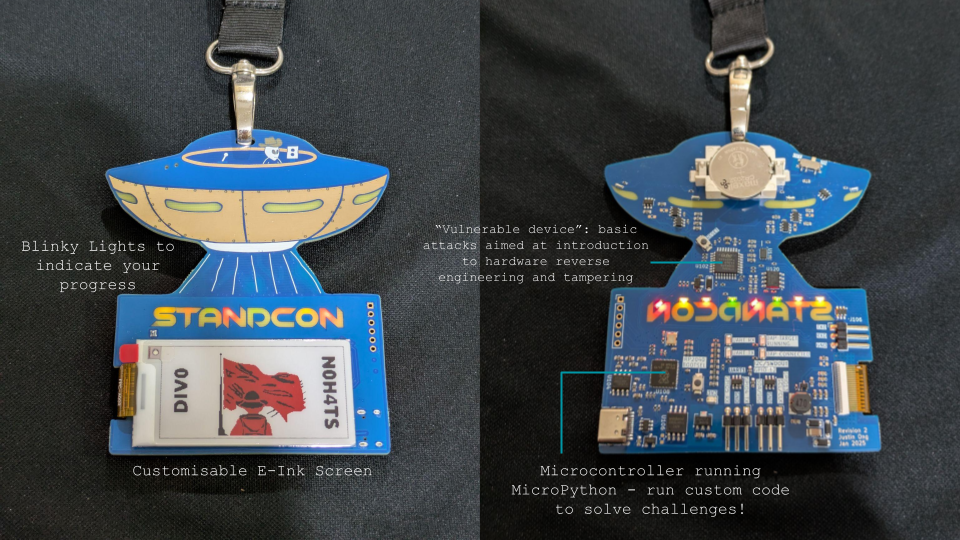 Blinky Lights to
indicate your
progress
STANDCON
DIV0
N0H4TS
Customisable E-Ink Screen
“Vulnerable device”: basic
attacks aimed at introduction
to hardware reverse
engineering and tampering
STANDCON
J106
U108
Revision 2
Justin Ong
Jan 2025
Microcontroller running
MicroPython - run custom code
to solve challenges!